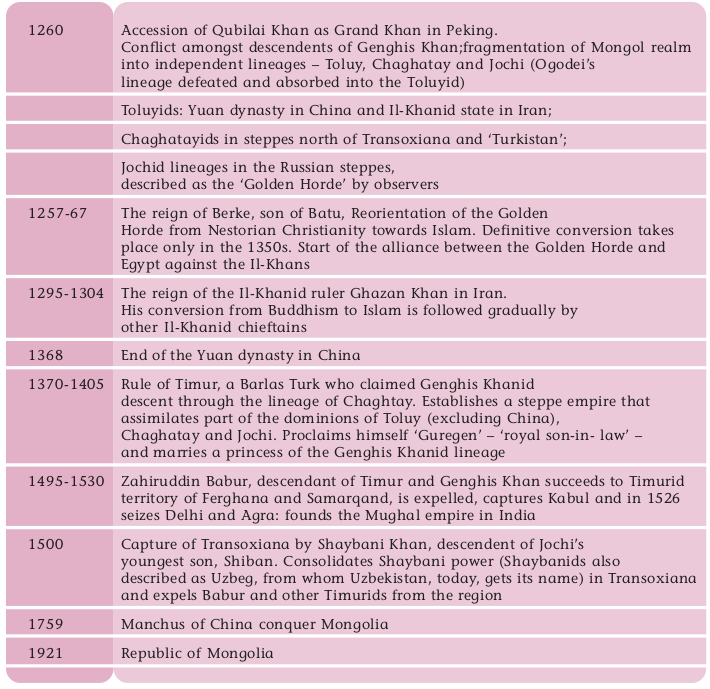 1260 Accession of Qubilai Khan as Grand Khan in Peking.
Conflict amongst descendents of Genghis Khan;fragmentation of Mongol realm
into independent lineages – Toluy, Chaghatay and Jochi (Ogodei’s
lineage defeated and absorbed into the Toluyid)
Toluyids: Yuan dynasty in China and Il-Khanid state in Iran;
Chaghatayids in steppes north of Transoxiana and ‘Turkistan’;
Jochid lineages in the Russian steppes,
described as the ‘Golden Horde’ by observers
1257-67 The reign of Berke, son of Batu, Reorientation of the Golden
Horde from Nestorian Christianity towards Islam. Definitive conversion takes
place only in the 1350s. Start of the alliance between the Golden Horde and
Egypt against the Il-Khans
1295-1304 The reign of the Il-Khanid ruler Ghazan Khan in Iran.
His conversion from Buddhism to Islam is followed gradually by
other Il-Khanid chieftains
1368 End of the Yuan dynasty in China
1370-1405 Rule of Timur, a Barlas Turk who claimed Genghis Khanid
descent through the lineage of Chaghtay. Establishes a steppe empire that
assimilates part of the dominions of Toluy (excluding China),
Chaghatay and Jochi. Proclaims himself ‘Guregen’ – ‘royal son-in- law’ –
and marries a princess of the Genghis Khanid lineage
1495-1530 Zahiruddin Babur, descendant of Timur and Genghis Khan succeeds to Timurid
territory of Ferghana and Samarqand, is expelled, captures Kabul and in 1526
seizes Delhi and Agra: founds the Mughal empire in India
1500 Capture of Transoxiana by Shaybani Khan, descendent of Jochi’s
youngest son, Shiban. Consolidates Shaybani power (Shaybanids also
described as Uzbeg, from whom Uzbekistan, today, gets its name) in Transoxiana
and expels Babur and other Timurids from the region
1759 Manchus of China conquer Mongolia
1921 Republic of Mongolia